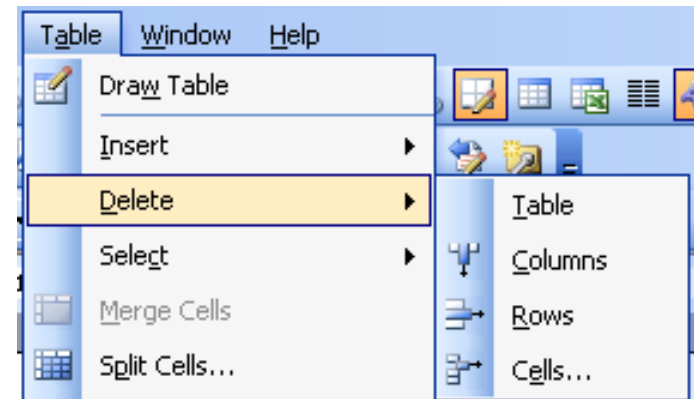 Table Window Help
Draw Table
Insert
Delete
Select
Merge Cells
Split Cells...
Table
Columns
Rows
Cells...